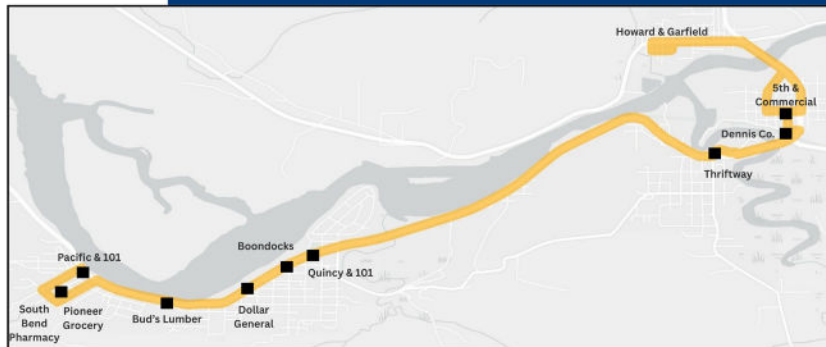 Howard & Garfield
5th &
Commercial
Dennis Co.
Thriftway
Boondocks
Quincy & 101
Pacific & 101
South
Bend
Pharmacy
Pioneer
Grocery
Bud's Lumber
Dollar
General